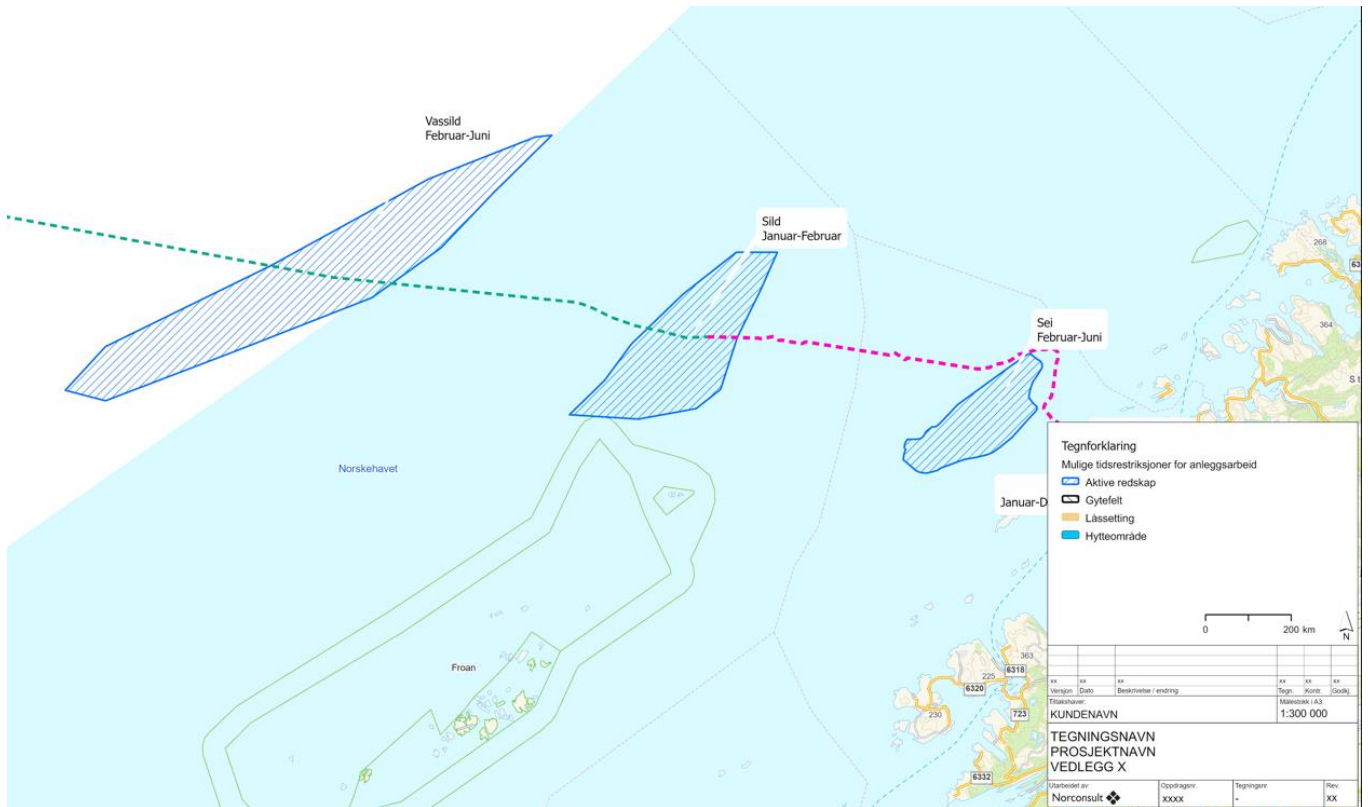 Vassild
Februar-Juni
Sild
Januar-Februar
268
364
Sei
Februar-Juni
Norskehavet
Januar-D
Froan
363
225
6318
6320
230
723
6332
Tegnforklaring
Mulige tidsrestriksjoner for anleggsarbeid
Aktive redskap
Gytefelt
Låssetting
Hytteområde
0 200 km
N
xx xx xx xx xx xx
Versjon Dato Beskrivelse / endring Tegn. Kontr. Godkj.
Tiltakshaver:
KUNDENAVN
Målestokk i A3:
1:300 000
TEGNINGSNAVN
PROSJEKTNAVN
VEDLEGG X
Utarbeidet av:
Norconsult
Oppdragsnr.
xxxx
Tegningsnr.
-
Rev.
xx